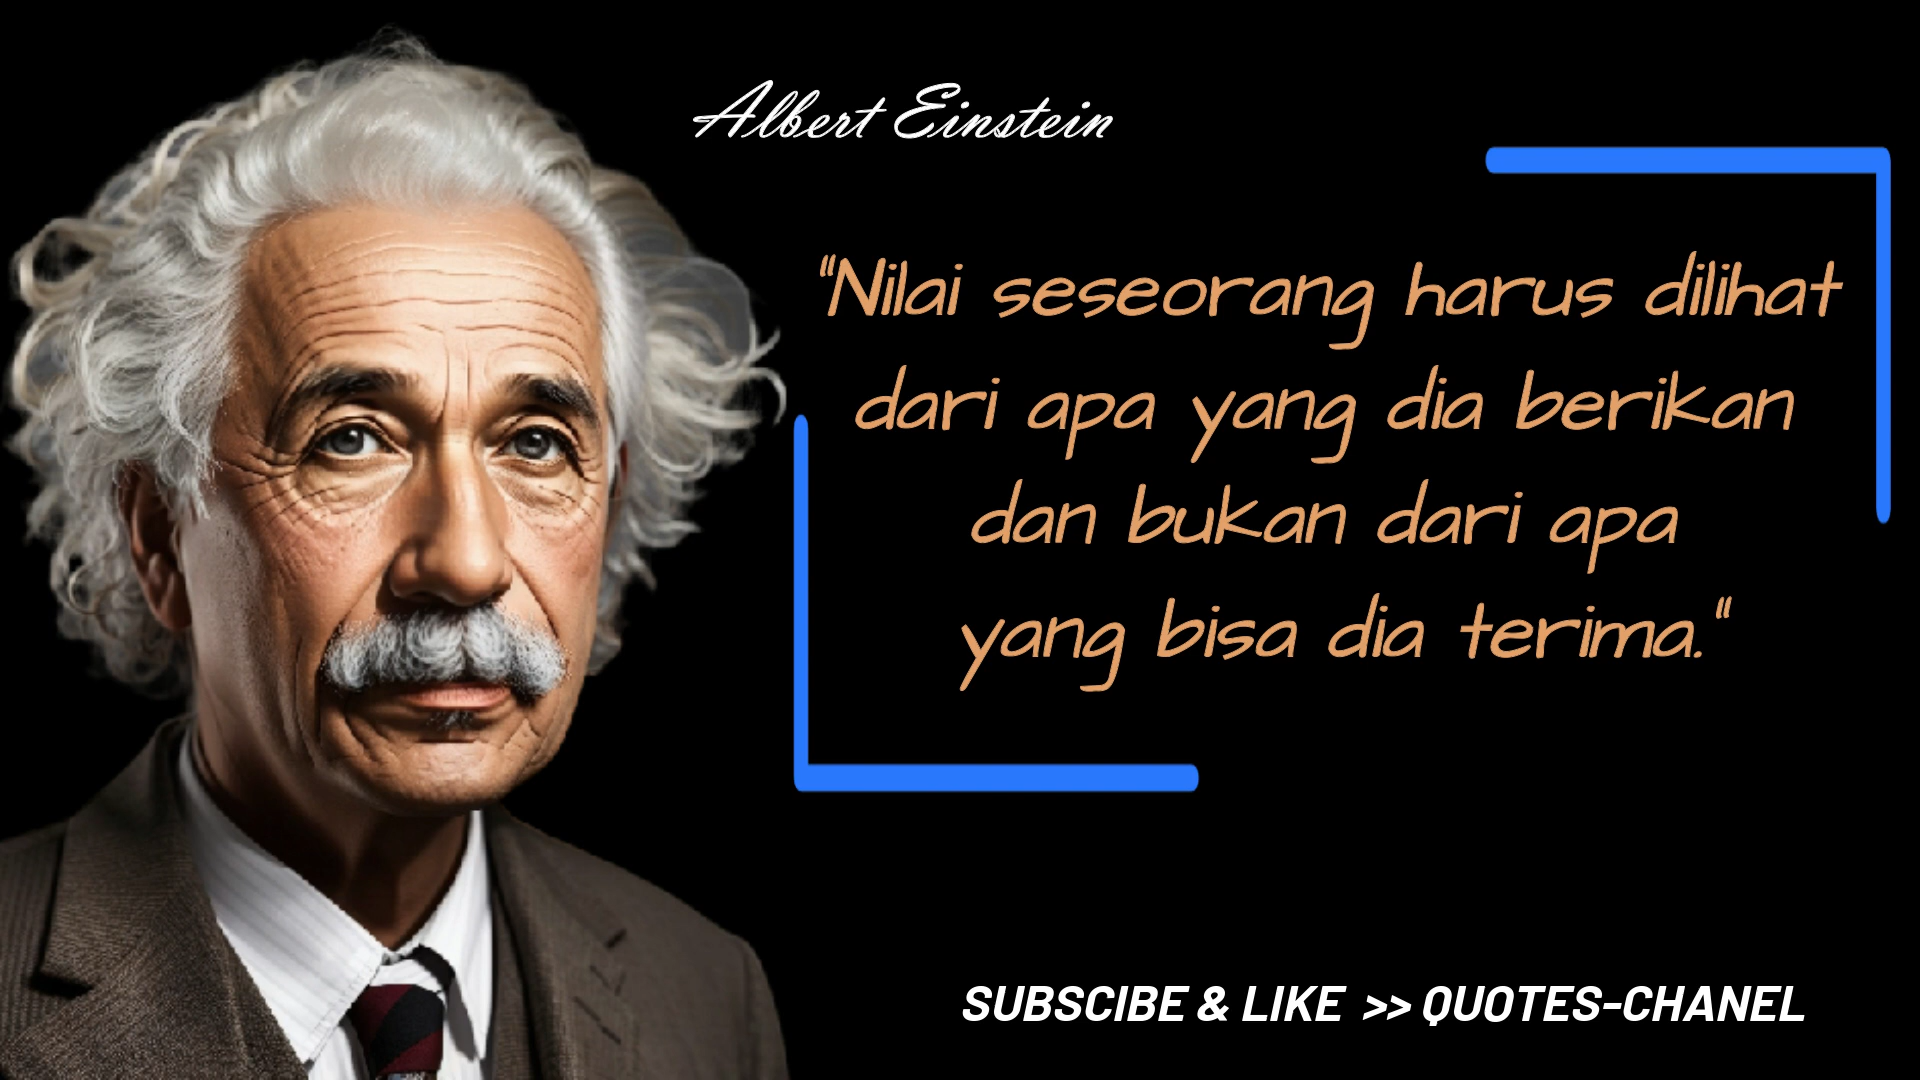 Albert Einstein
"Nilai seseorang harus dilihat
dari apa yang dia berikan
dan bukan dari apa
yang bisa dia terima."
SUBSCIBE & LIKE >> QUOTES-CHANEL